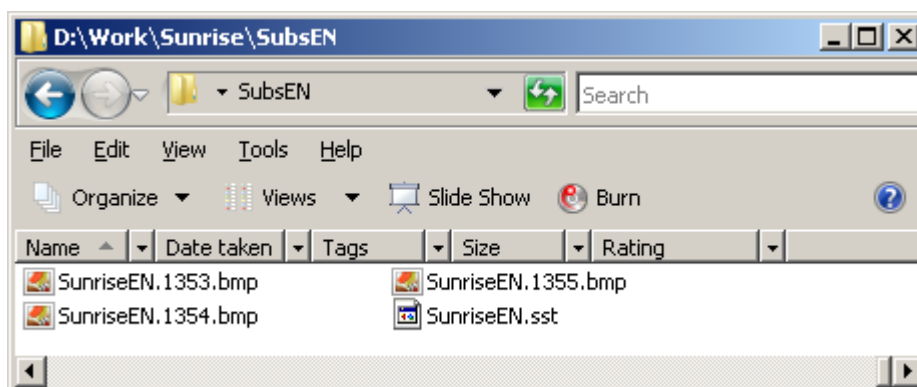 D:\Work\Sunrise\SubsEN
SubsEN Search
File Edit View Tools Help
Organize Views Slide Show Burn
Name Date taken Tags Size Rating
SunriseEN.1353.bmp SunriseEN.1355.bmp
SunriseEN.1354.bmp SunriseEN.sst